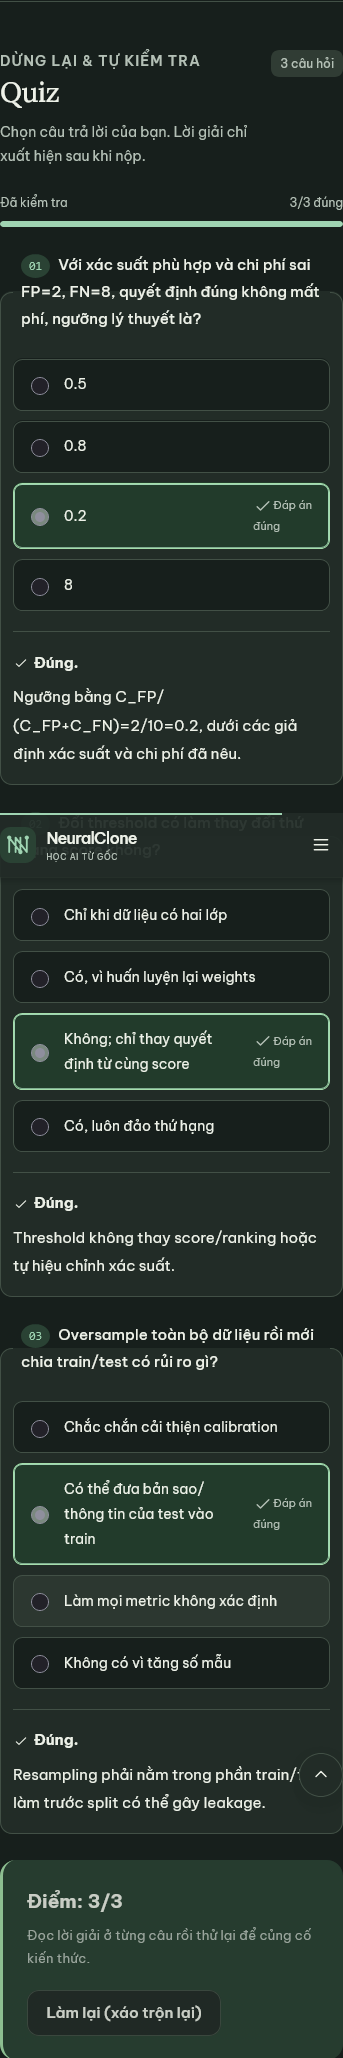 DỪNG LẠI & TỰ KIỂM TRA
3 câu hỏi
Quiz
Chọn câu trả lời của bạn. Lời giải chỉ
xuất hiện sau khi nộp.
Đã kiểm tra
3/3 đúng
01 Với xác suất phù hợp và chi phí sai
FP=2, FN=8, quyết định đúng không mất
phí, ngưỡng lý thuyết là?
0.5
0.8
0.2
Đáp án
đúng
8
Đúng.
Ngưỡng bằng C_FP/
(C_FP+C_FN)=2/10=0.2, dưới các giả
định xác suất và chi phí đã nêu.
Đổi threshold có làm thay đổi thứ
NeuralClone
HỌC AI TỪ GỐC
Chỉ khi dữ liệu có hai lớp
Có, vì huấn luyện lại weights
Không; chỉ thay quyết
định từ cùng score
Đáp án
đúng
Có, luôn đảo thứ hạng
Đúng.
Threshold không thay score/ranking hoặc
tự hiệu chỉnh xác suất.
03 Oversample toàn bộ dữ liệu rồi mới
chia train/test có rủi ro gì?
Chắc chắn cải thiện calibration
Có thể đưa bản sao/
thông tin của test vào
train
Đáp án
đúng
Làm mọi metric không xác định
Không có vì tăng số mẫu
Đúng.
Resampling phải nằm trong phần train/
làm trước split có thể gây leakage.
Điểm: 3/3
Đọc lời giải ở từng câu rồi thử lại để củng cố
kiến thức.
Làm lại (xáo trộn lại)